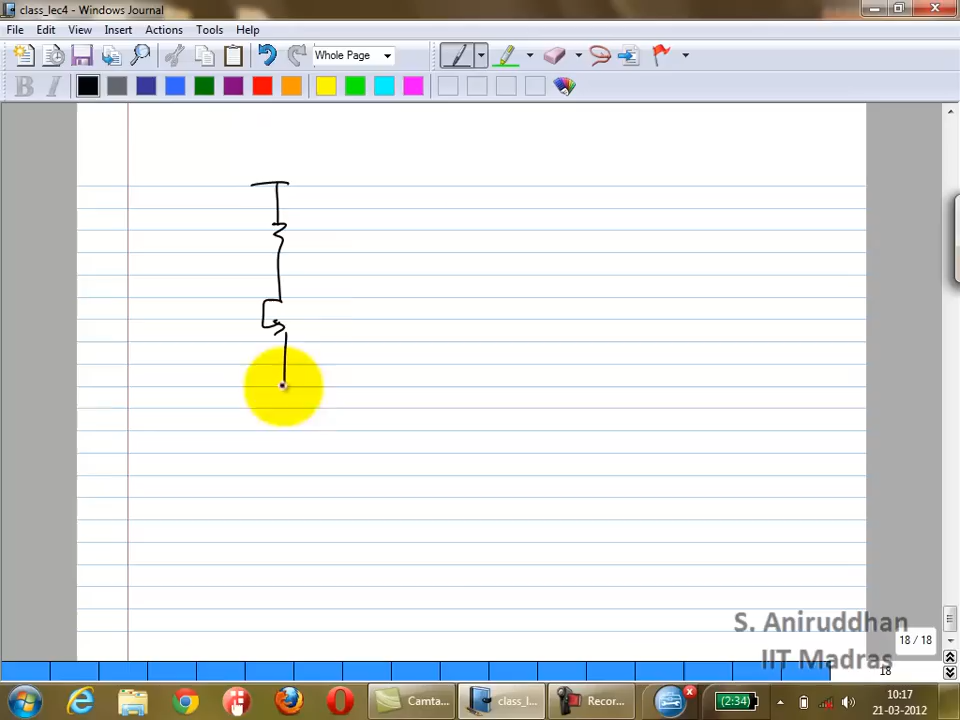 class_lec4 - Windows Journal
File Edit View Insert Actions Tools Help
Whole Page
B I
S. Aniruddhan
IIT Madras
18 / 18
18
Camta...
class_l...
Recor...
(2:34)
10:17
21-03-2012